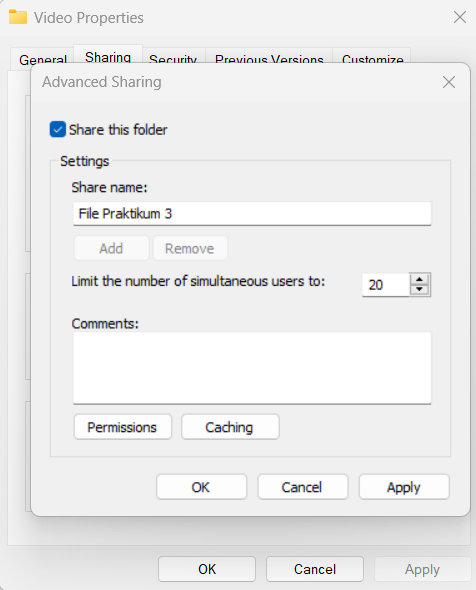 Video Properties
General Sharing Security Previous Versions Customize
Advanced Sharing
Share this folder
Settings
Share name:
File Praktikum 3
Add Remove
Limit the number of simultaneous users to: 20
Comments:
Permissions Caching
OK Cancel Apply
OK Cancel Apply